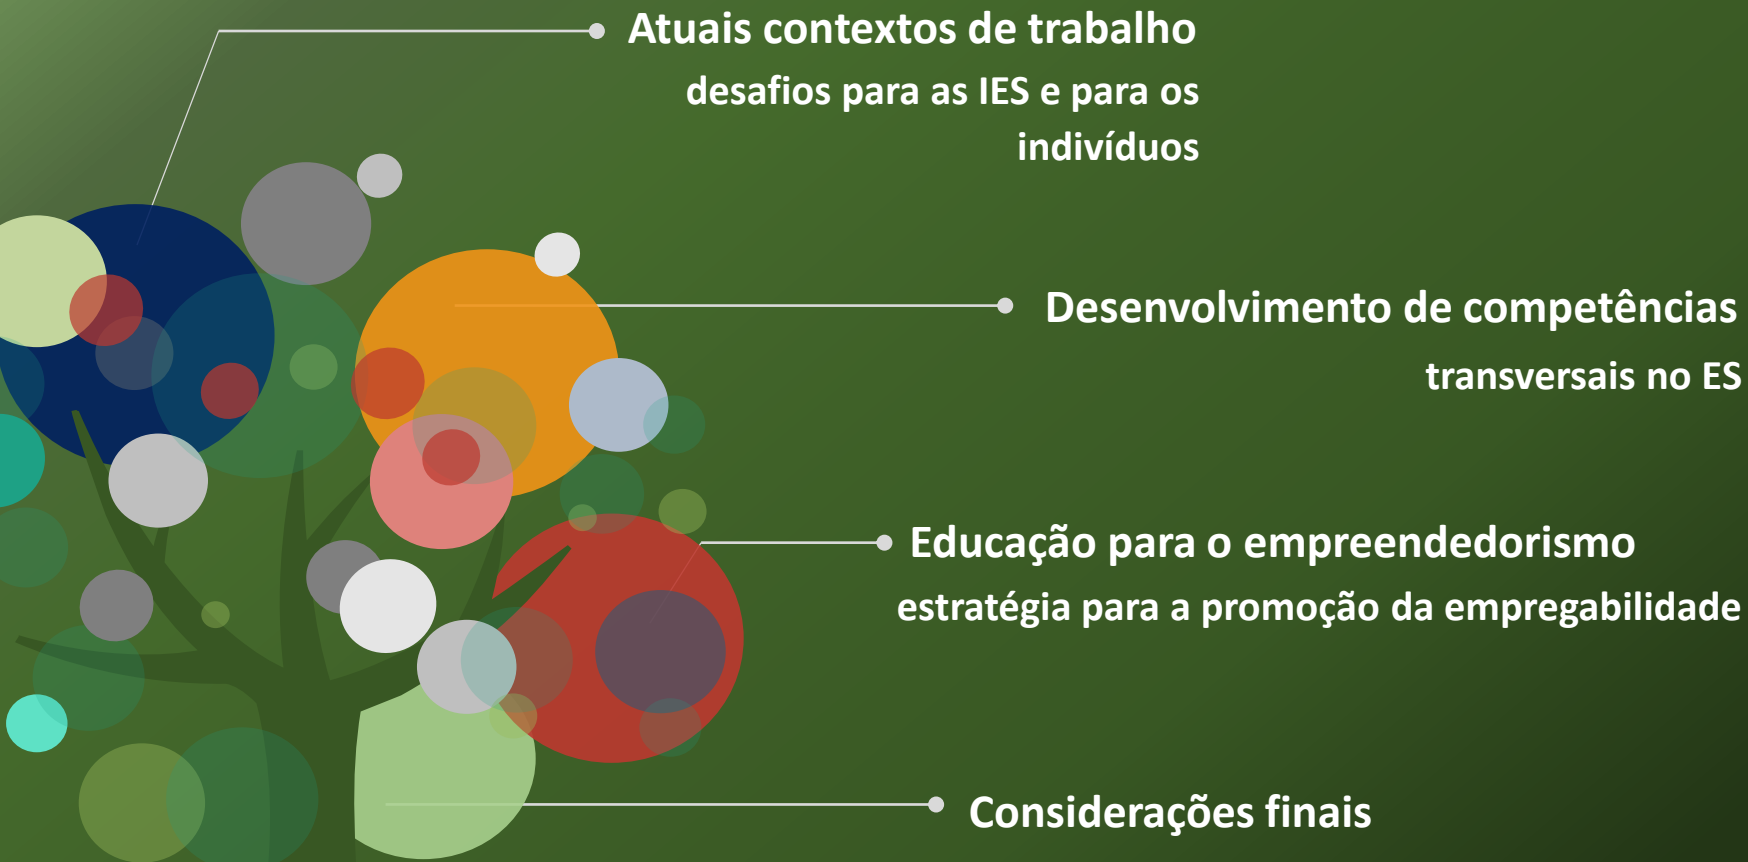 Atuais contextos de trabalho
desafios para as IES e para os
indivíduos
Desenvolvimento de competências
transversais no ES
Educação para o empreendedorismo
estratégia para a promoção da empregabilidade
Considerações finais